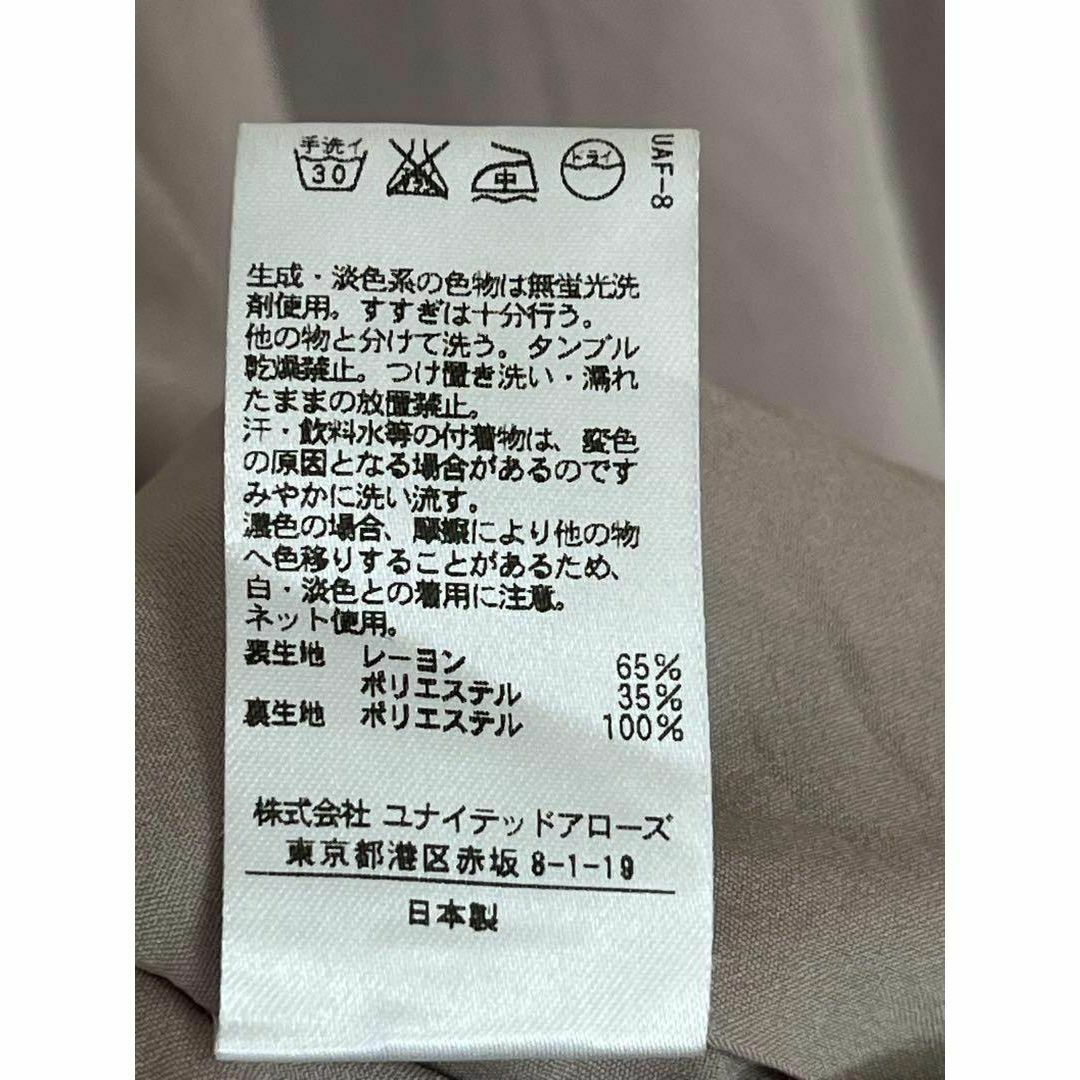 手洗イ
30
中
ドライ
UAF-8
生成・淡色系の色物は無蛍光洗
剤使用。すすぎは十分行う。
他の物と分けて洗う。タンブル
乾燥禁止。つけ置き洗い・濡れ
たままの放置禁止。
汗・飲料水等の付着物は、変色
の原因となる場合があるのです
みやかに洗い流す。
濃色の場合、摩擦により他の物
へ色移りすることがあるため、
白・淡色との着用に注意。
ネット使用。
表生地 レーヨン 65%
ポリエステル 35%
裏生地 ポリエステル 100%
株式会社 ユナイテッドアローズ
東京都港区赤坂 8-1-19
日本製